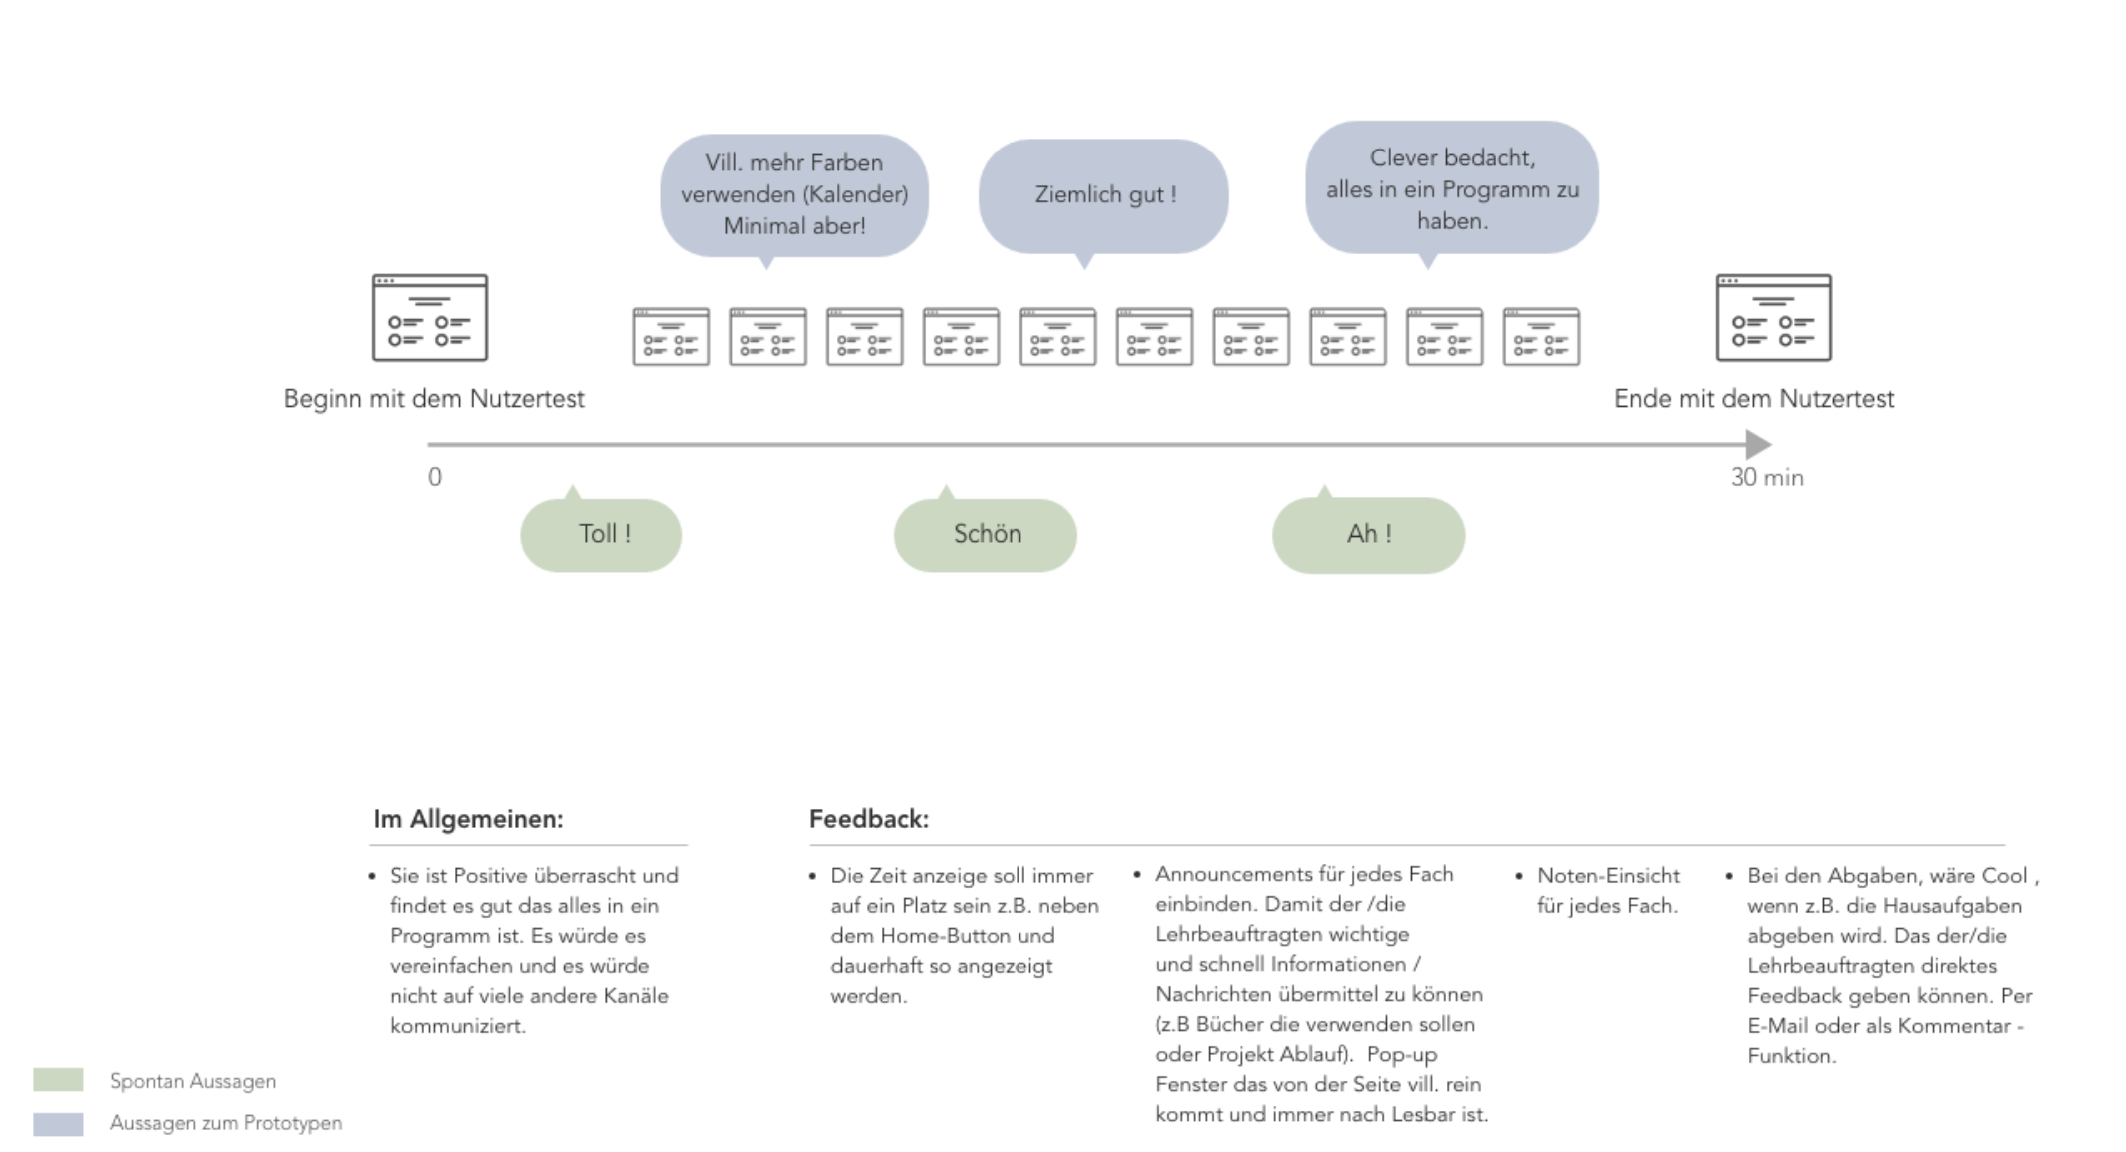 Vill. mehr Farben
verwenden (Kalender)
Minimal aber!
Ziemlich gut !
Clever bedacht,
alles in ein Programm zu
haben.
Beginn mit dem Nutzertest
Ende mit dem Nutzertest
0
30 min
Toll !
Schön
Ah !
Im Allgemeinen:
• Sie ist Positive überrascht und
findet es gut das alles in ein
Programm ist. Es würde es
vereinfachen und es würde
nicht auf viele andere Kanäle
kommuniziert.
Feedback:
• Die Zeit anzeige soll immer
auf ein Platz sein z.B. neben
dem Home-Button und
dauerhaft so angezeigt
werden.
• Announcements für jedes Fach
einbinden. Damit der /die
Lehrbeauftragten wichtige
und schnell Informationen /
Nachrichten übermittel zu können
(z.B Bücher die verwenden sollen
oder Projekt Ablauf). Pop-up
Fenster das von der Seite vill. rein
kommt und immer nach Lesbar ist.
• Noten-Einsicht
für jedes Fach.
• Bei den Abgaben, wäre Cool ,
wenn z.B. die Hausaufgaben
abgeben wird. Das der/die
Lehrbeauftragten direktes
Feedback geben können. Per
E-Mail oder als Kommentar -
Funktion.
Spontan Aussagen
Aussagen zum Prototypen